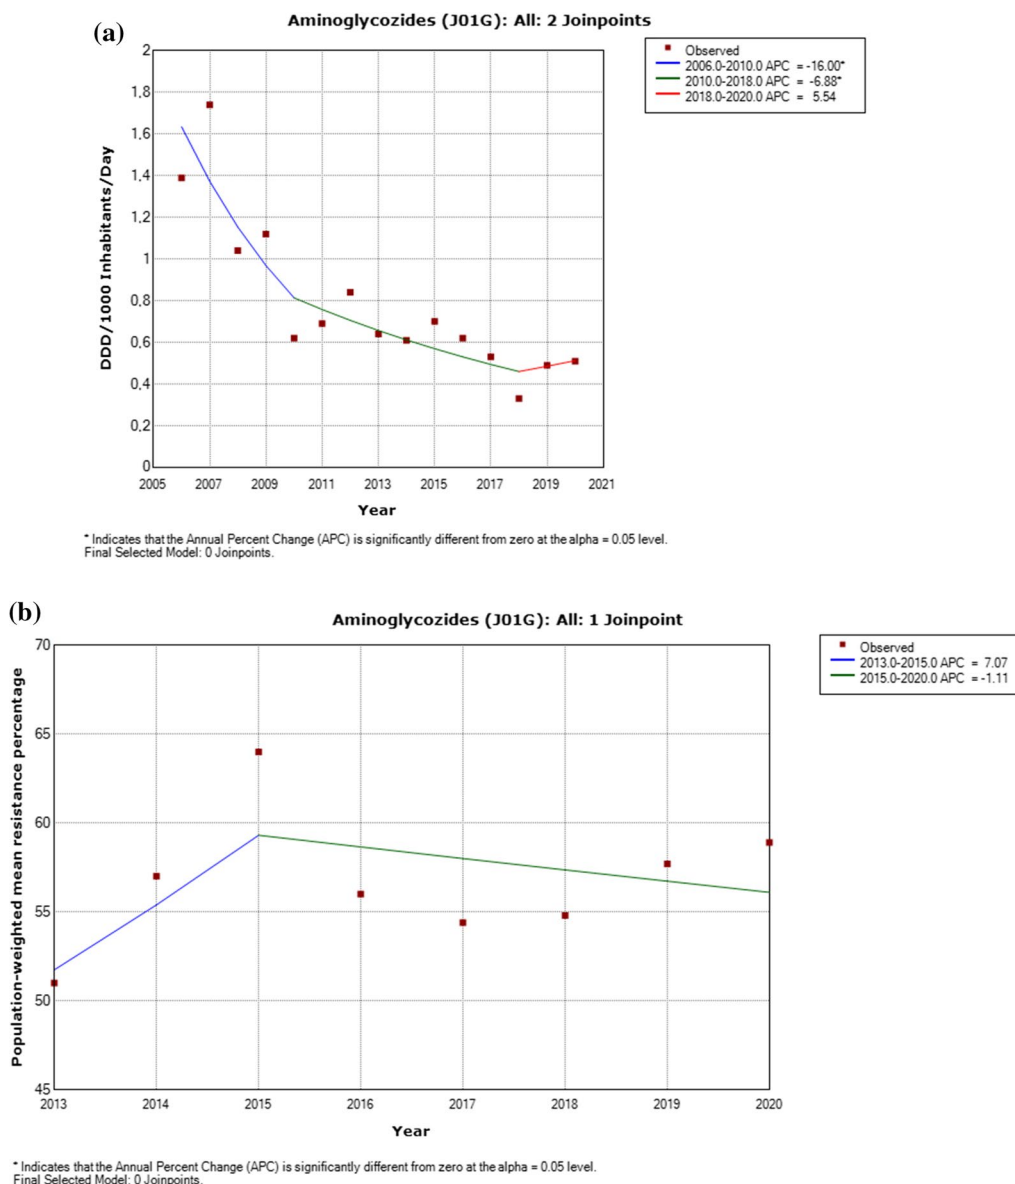 (a)
Aminoglycozides (J01G): All: 2 Joinpoints
Observed
2006.0-2010.0 APC = -16.00*
2010.0-2018.0 APC = -6.88*
2018.0-2020.0 APC = 5.54
DDD/1000 Inhabitants/Day
2
1,8
1,6
1,4
1,2
1
0,8
0,6
0,4
0,2
0
2005 2007 2009 2011 2013 2015 2017 2019 2021
Year
* Indicates that the Annual Percent Change (APC) is significantly different from zero at the alpha = 0.05 level.
Final Selected Model: 0 Joinpoints.
(b)
Aminoglycozides (J01G): All: 1 Joinpoint
Observed
2013.0-2015.0 APC = 7.07
2015.0-2020.0 APC = -1.11
Population-weighted mean resistance percentage
70
65
60
55
50
45
2013 2014 2015 2016 2017 2018 2019 2020
Year
* Indicates that the Annual Percent Change (APC) is significantly different from zero at the alpha = 0.05 level.
Final Selected Model: 0 Joinpoints.